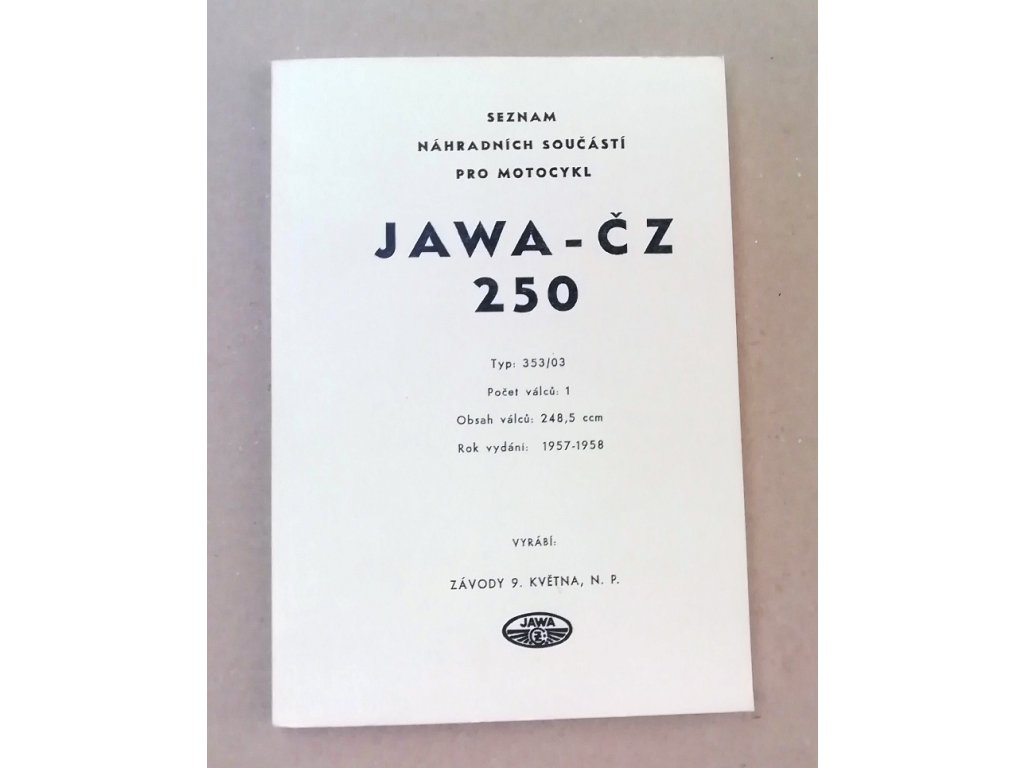 SEZNAM
NÁHRADNÍCH SOUČÁSTÍ
PRO MOTOCYKL
JAWA-ČZ
250
Typ: 353/03
Počet válců: 1
Obsah válců: 248,5 ccm
Rok vydání: 1957-1958
VYRÁBÍ:
ZÁVODY 9. KVĚTNA, N. P.
JAWA
ČZ